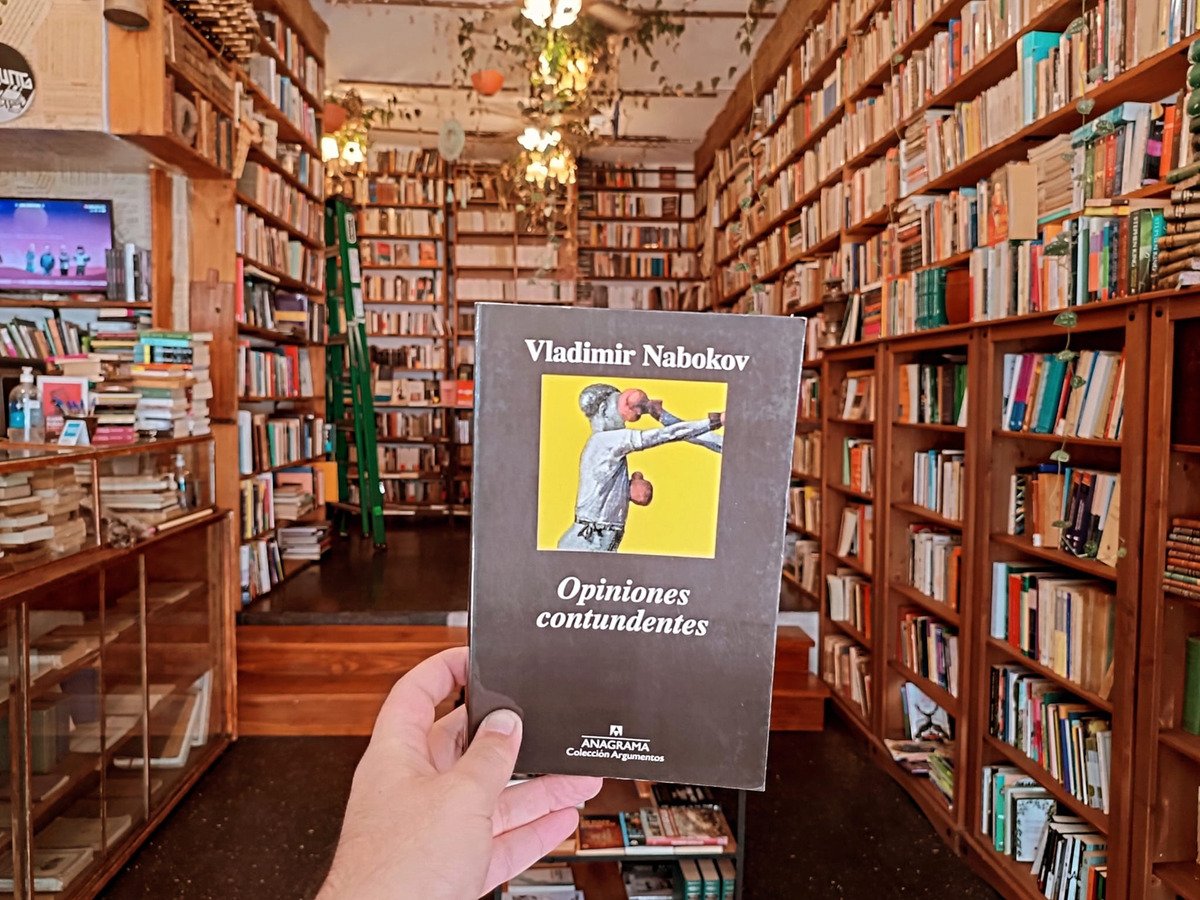 Vladimir Nabokov
Opiniones
contundentes
ANAGRAMA
Colección Argumentos